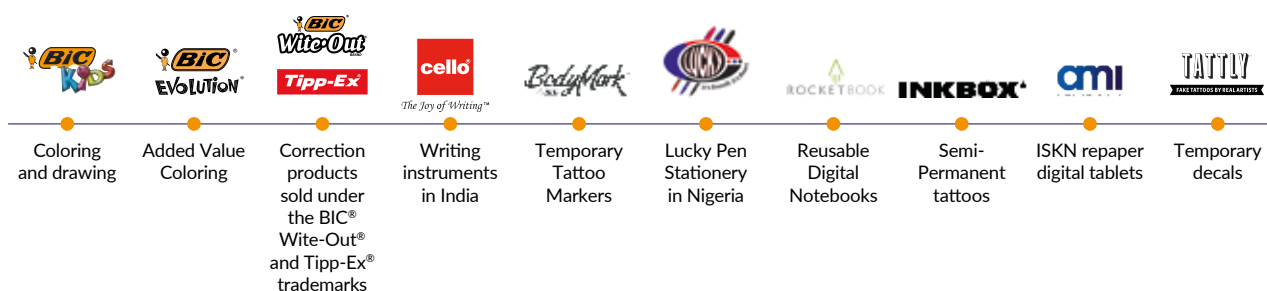 BIC
KIDS
BIC®
EVOLUTION®
BIC®
Wite·Out®
BRAND
Tipp-Ex®
cello®
The Joy of Writing™
BodyMark
LUCKY
ROCKETBOOK
INKBOX
ami
TATTLY
FAKE TATTOOS BY REAL ARTISTS
Coloring
and drawing
Added Value
Coloring
Correction
products
sold under
the BIC®
Wite-Out®
and Tipp-Ex®
trademarks
Writing
instruments
in India
Temporary
Tattoo
Markers
Lucky Pen
Stationery
in Nigeria
Reusable
Digital
Notebooks
Semi-
Permanent
tattoos
ISKN repaper
digital tablets
Temporary
decals